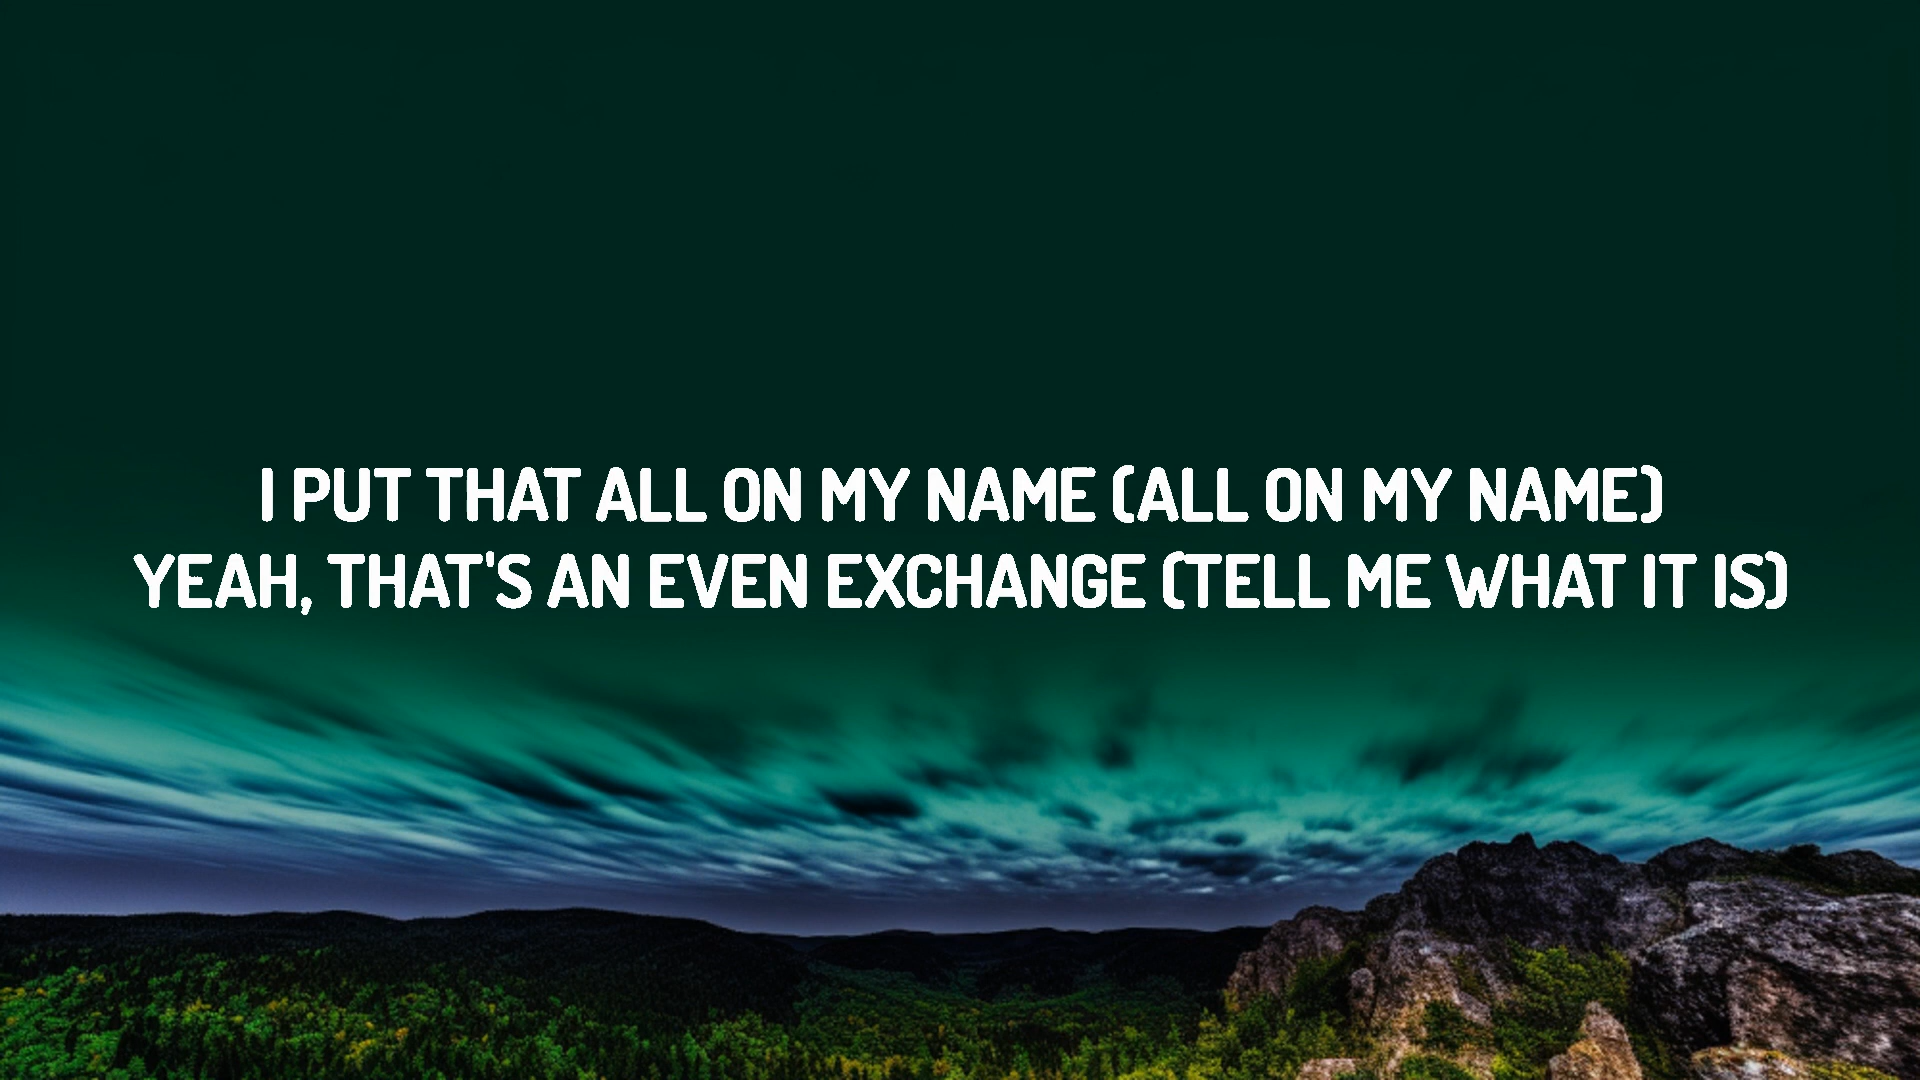 I PUT THAT ALL ON MY NAME (ALL ON MY NAME)
YEAH, THAT'S AN EVEN EXCHANGE (TELL ME WHAT IT IS)